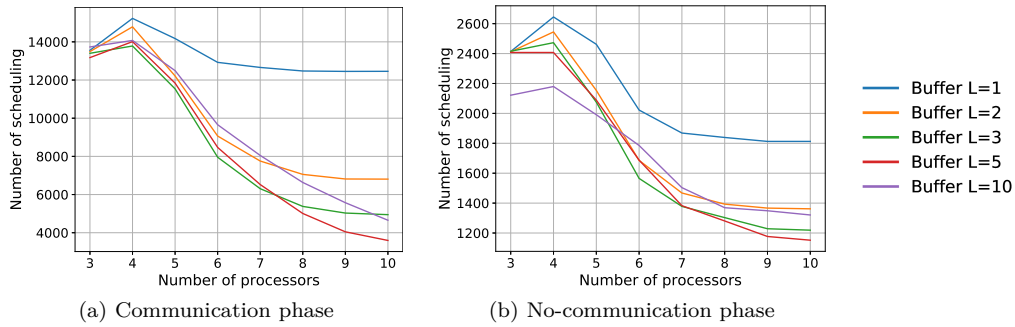 14000
12000
10000
8000
6000
4000
Number of scheduling
3 4 5 6 7 8 9 10
Number of processors
(a) Communication phase
2600
2400
2200
2000
1800
1600
1400
1200
Number of scheduling
3 4 5 6 7 8 9 10
Number of processors
(b) No-communication phase
Buffer L=1
Buffer L=2
Buffer L=3
Buffer L=5
Buffer L=10